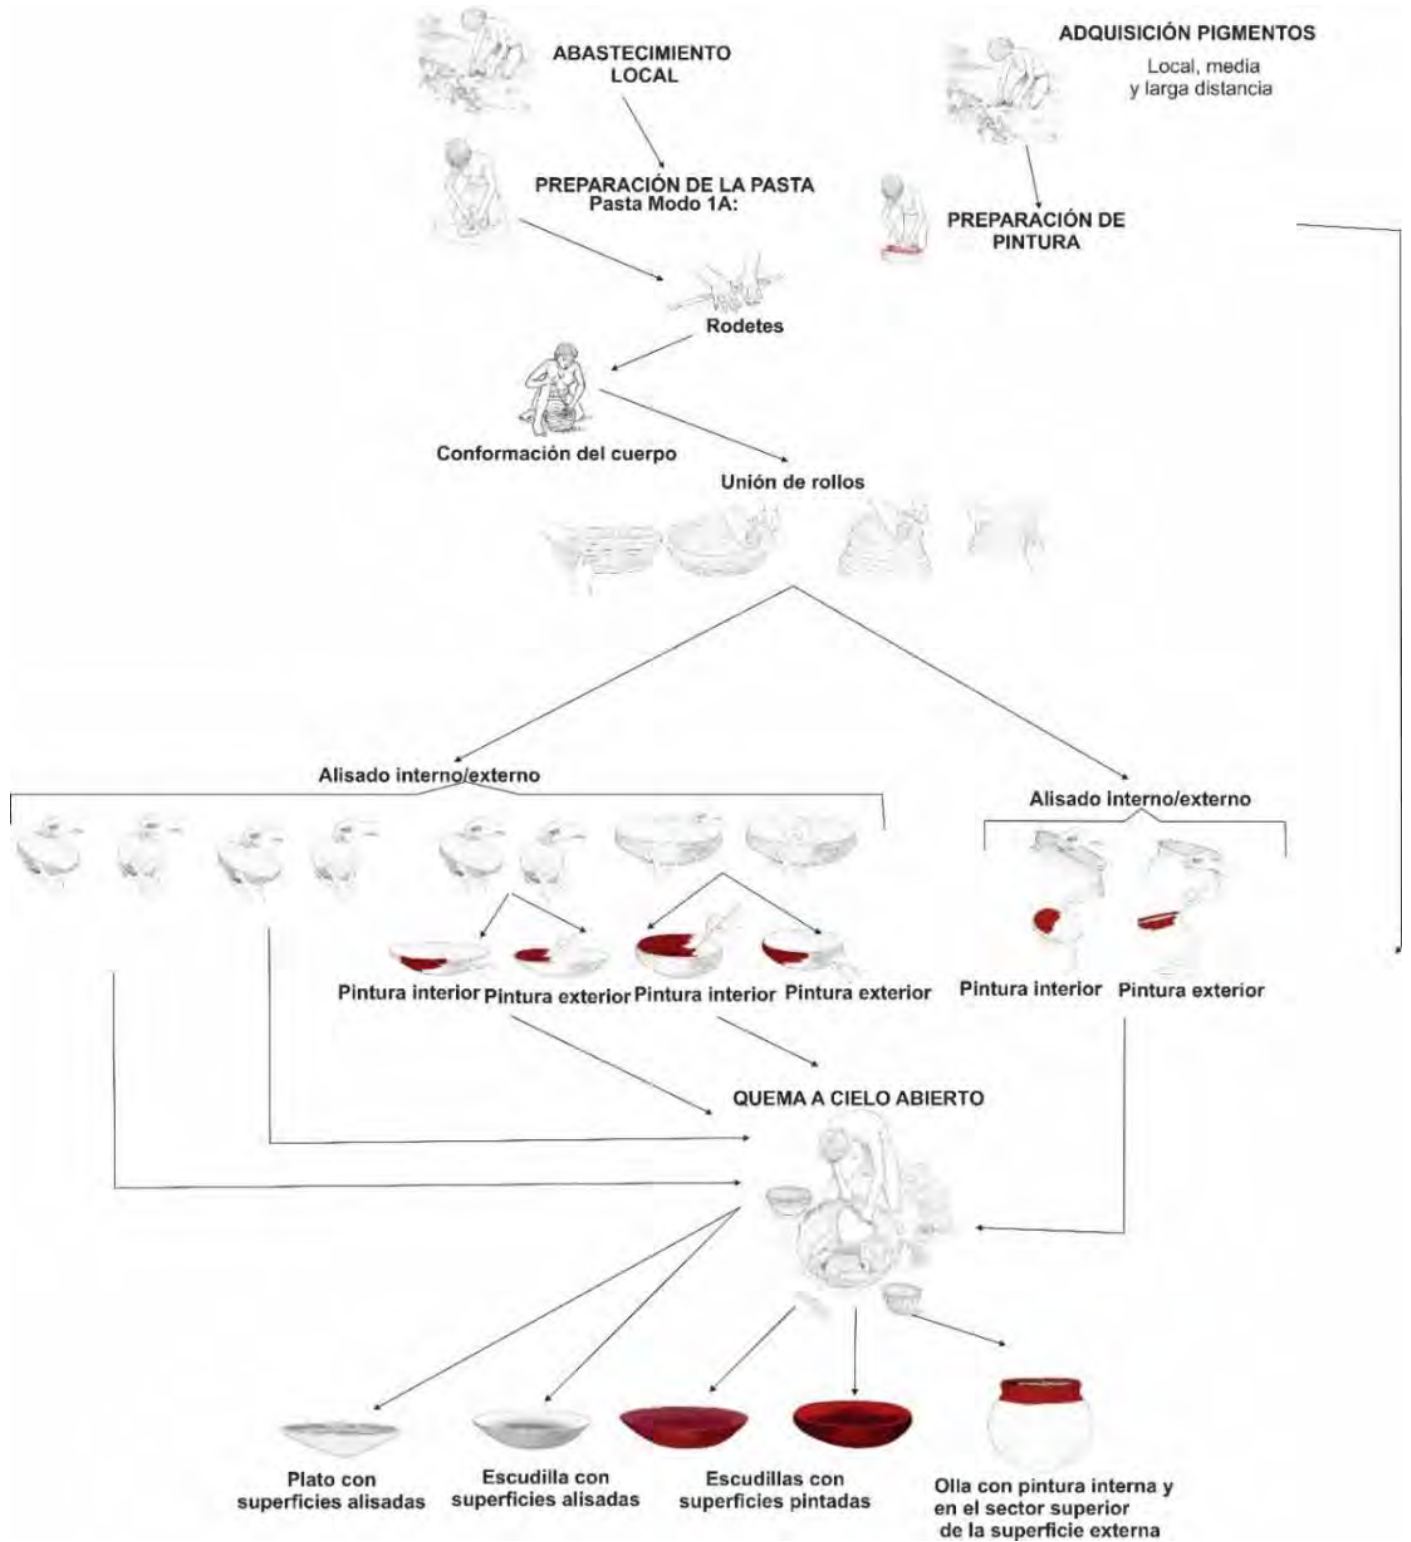 ABASTECIMIENTO
LOCAL
ADQUISICIÓN PIGMENTOS
Local, media
y larga distancia
PREPARACIÓN DE LA PASTA
Pasta Modo 1A:
PREPARACIÓN DE
PINTURA
Rodetes
Conformación del cuerpo
Unión de rollos
Alisado interno/externo
Alisado interno/externo
Pintura interior
Pintura exterior
Pintura interior
Pintura exterior
Pintura interior
Pintura exterior
QUEMA A CIELO ABIERTO
Plato con
superficies alisadas
Escudilla con
superficies alisadas
Escudillas con
superficies pintadas
Olla con pintura interna y
en el sector superior
de la superficie externa